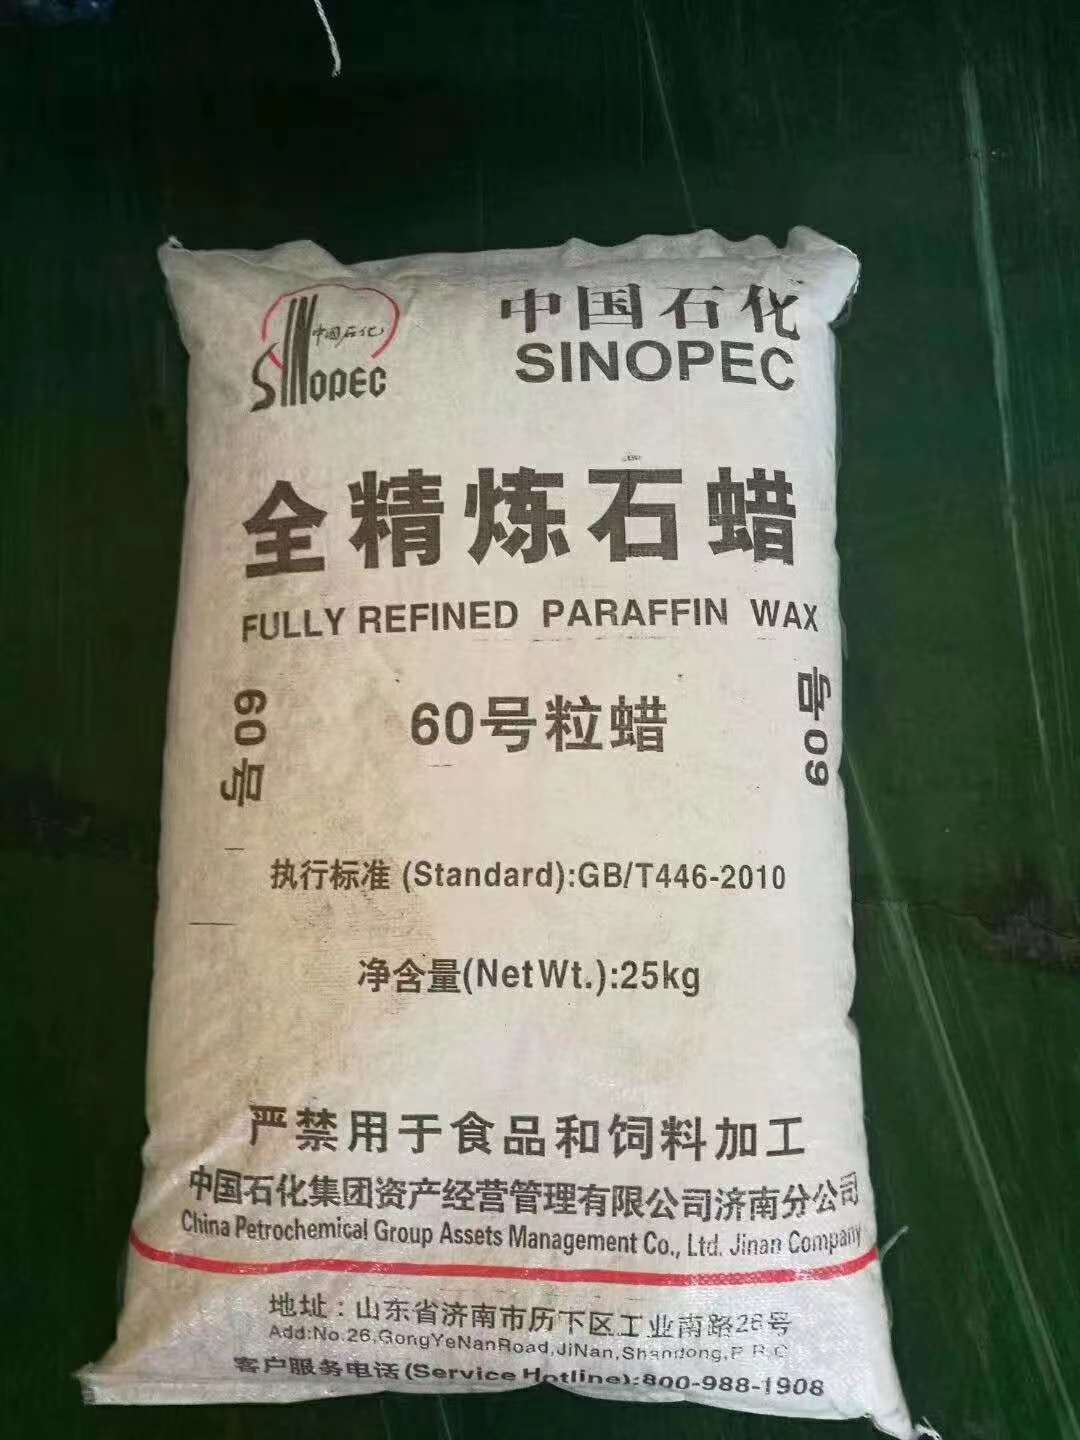 中国石化
SINOPEC
中国石化
SINOPEC
全精炼石蜡
FULLY REFINED PARAFFIN WAX
60号
60号粒蜡
60号
执行标准 (Standard):GB/T446-2010
净含量(Net Wt.):25kg
严禁用于食品和饲料加工
中国石化集团资产经营管理有限公司济南分公司
China Petrochemical Group Assets Management Co., Ltd. Jinan Company
地址：山东省济南市历下区工业南路26号
Add:No.26,GongYeNanRoad,JiNan,Shandong,P.R.C
客户服务电话(Service Hotline):800-988-1908